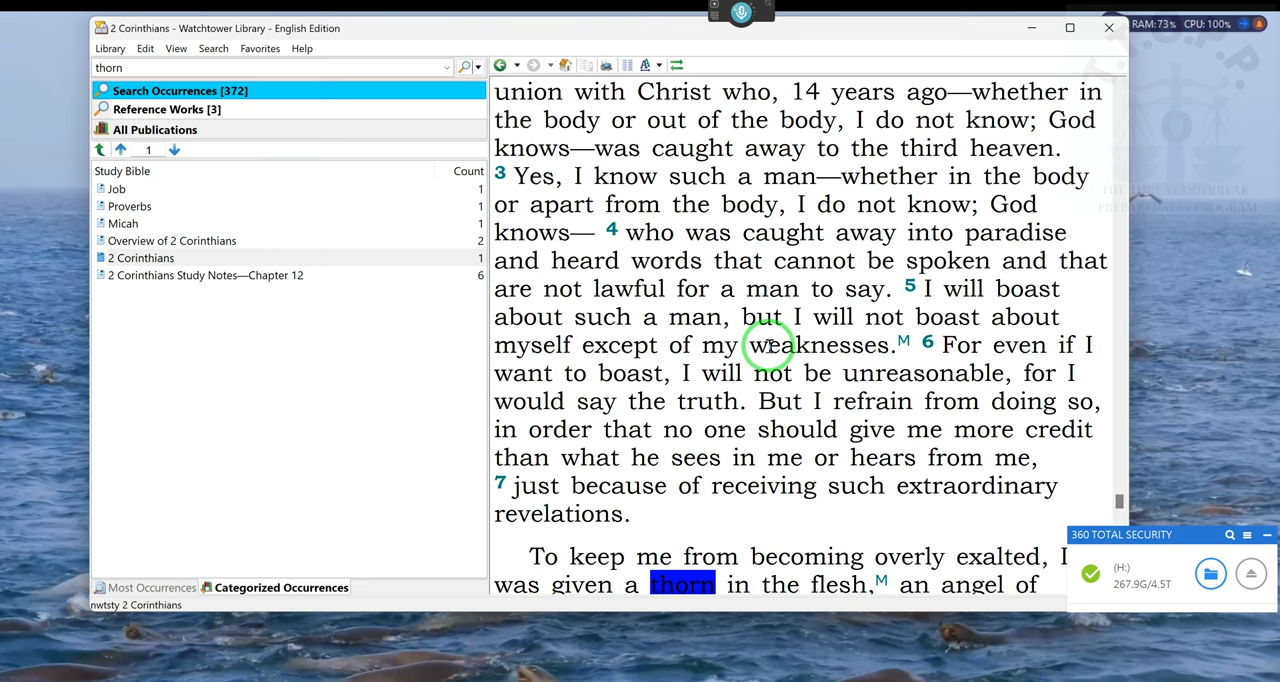 2 Corinthians - Watchtower Library - English Edition
RAM:73% CPU: 100%
Library Edit View Search Favorites Help
thorn
Search Occurrences [372]
Reference Works [3]
All Publications
1
Study Bible Count
Job 1
Proverbs 1
Micah 1
Overview of 2 Corinthians 2
2 Corinthians 1
2 Corinthians Study Notes—Chapter 12 6
Most Occurrences Categorized Occurrences
nwtsty 2 Corinthians
union with Christ who, 14 years ago—whether in
the body or out of the body, I do not know; God
knows—was caught away to the third heaven.
3 Yes, I know such a man—whether in the body
or apart from the body, I do not know; God
knows— 4 who was caught away into paradise
and heard words that cannot be spoken and that
are not lawful for a man to say. 5 I will boast
about such a man, but I will not boast about
myself except of my weaknesses.M 6 For even if I
want to boast, I will not be unreasonable, for I
would say the truth. But I refrain from doing so,
in order that no one should give me more credit
than what he sees in me or hears from me,
7 just because of receiving such extraordinary
revelations.
To keep me from becoming overly exalted, I
was given a thorn in the flesh,M an angel of
360 TOTAL SECURITY
(H:)
267.9G/4.5T
PREPAREDNESS PROGRAM